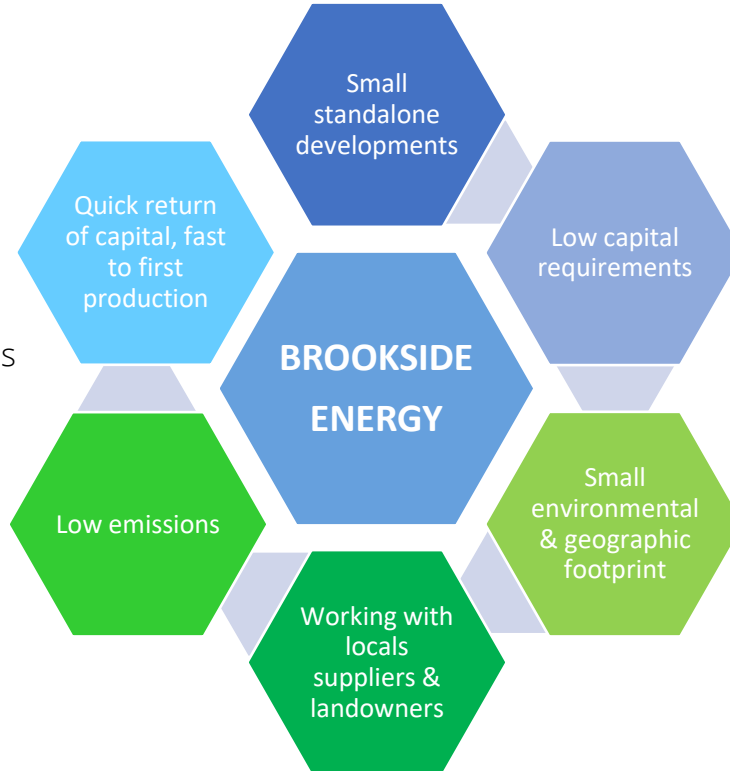 Small
standalone
developments
Quick return
of capital, fast
to first
production
Low capital
requirements
s
BROOKSIDE
ENERGY
Low emissions
Small
environmental
& geographic
footprint
Working with
locals
suppliers &
landowners